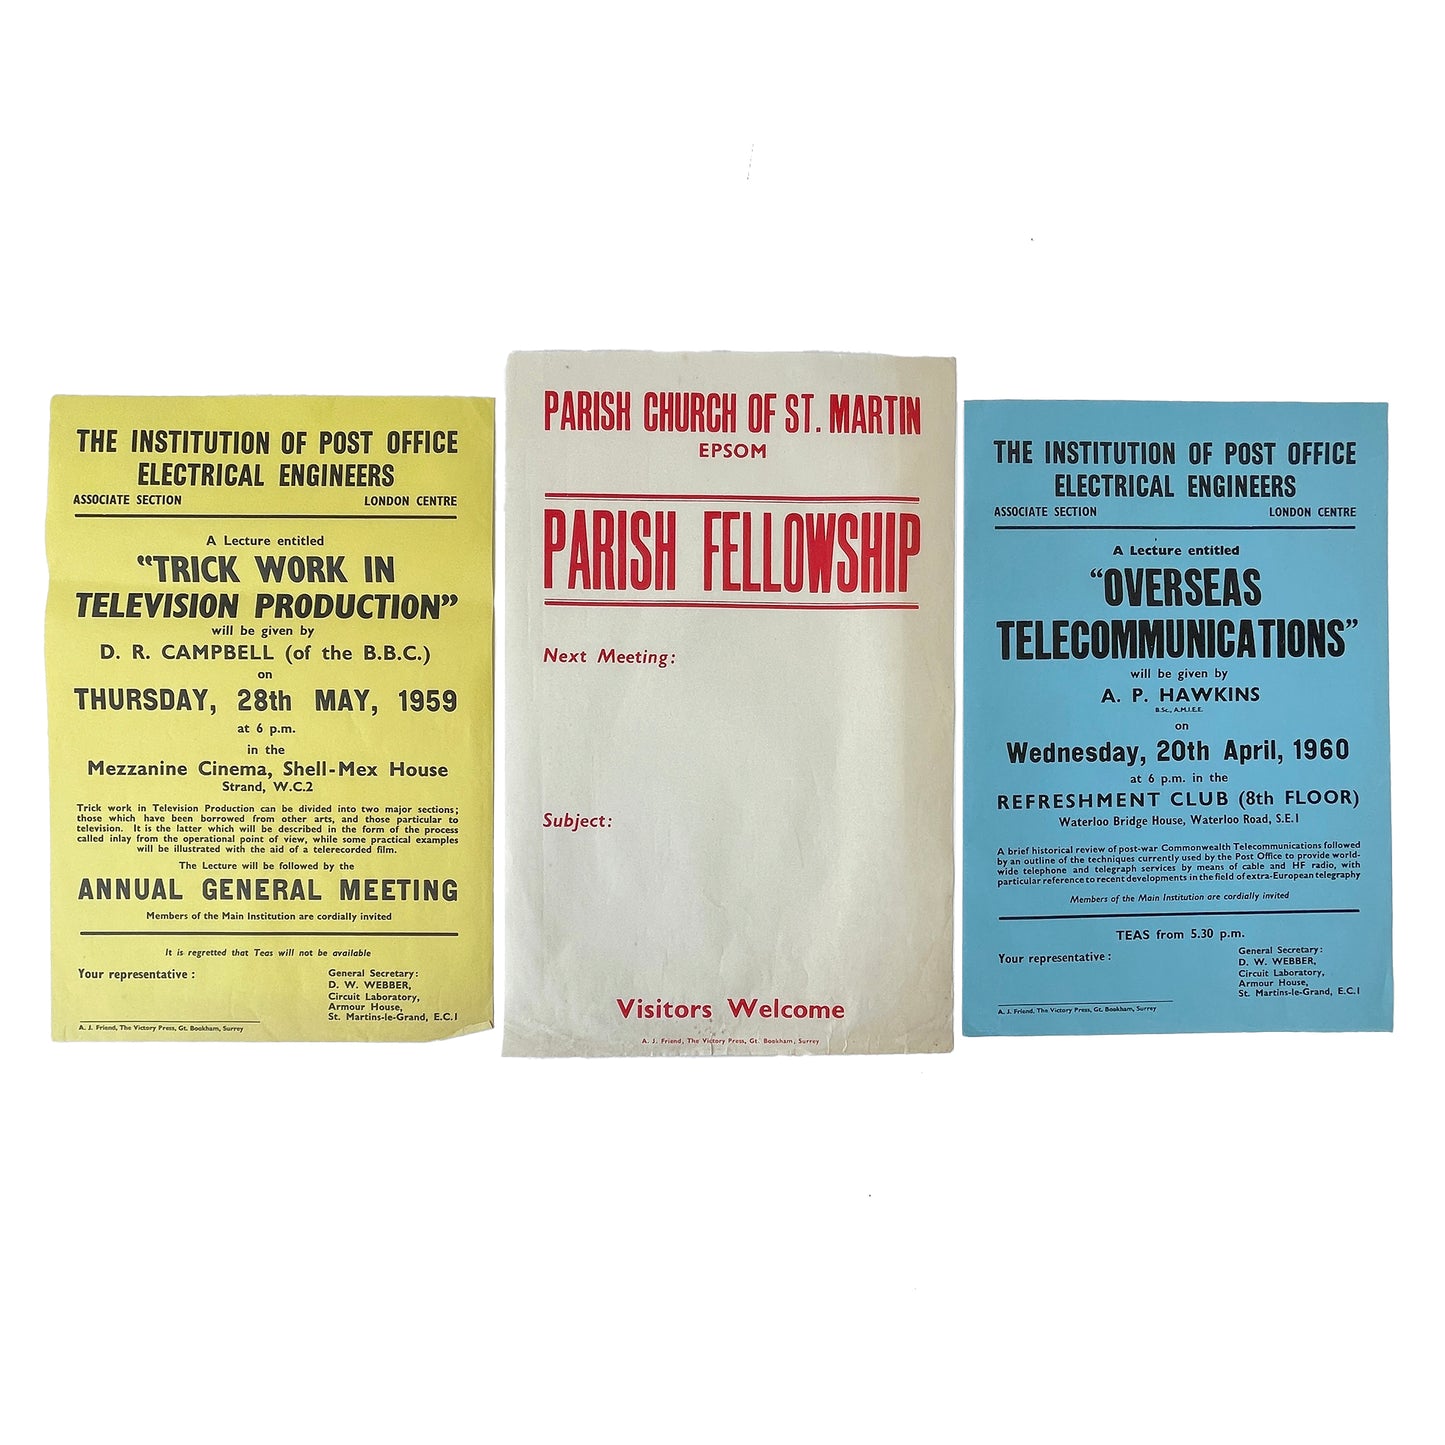 THE INSTITUTION OF POST OFFICE
ELECTRICAL ENGINEERS
ASSOCIATE SECTION LONDON CENTRE
A Lecture entitled
“TRICK WORK IN
TELEVISION PRODUCTION”
will be given by
D. R. CAMPBELL (of the B.B.C.)
on
THURSDAY, 28th MAY, 1959
at 6 p.m.
in the
Mezzanine Cinema, Shell-Mex House
Strand, W.C.2
Trick work in Television Production can be divided into two major sections;
those which have been borrowed from other arts, and those particular to
television. It is the latter which will be described in the form of the process
called inlay from the operational point of view, while some practical examples
will be illustrated with the aid of a telerecorded film.
The Lecture will be followed by the
ANNUAL GENERAL MEETING
Members of the Main Institution are cordially invited
It is regretted that Teas will not be available
Your representative :
General Secretary:
D. W. WEBBER,
Circuit Laboratory,
Armour House,
St. Martins-le-Grand, E.C.1
A. J. Friend, The Victory Press, Gt. Bookham, Surrey
PARISH CHURCH OF ST. MARTIN
EPSOM
PARISH FELLOWSHIP
Next Meeting:
Subject:
Visitors Welcome
A. J. Friend, The Victory Press, Gt. Bookham, Surrey
THE INSTITUTION OF POST OFFICE
ELECTRICAL ENGINEERS
ASSOCIATE SECTION LONDON CENTRE
A Lecture entitled
“OVERSEAS
TELECOMMUNICATIONS”
will be given by
A. P. HAWKINS
B.Sc., A.M.I.E.E.
on
Wednesday, 20th April, 1960
at 6 p.m. in the
REFRESHMENT CLUB (8th FLOOR)
Waterloo Bridge House, Waterloo Road, S.E.1
A brief historical review of post-war Commonwealth Telecommunications followed
by an outline of the techniques currently used by the Post Office to provide world-
wide telephone and telegraph services by means of cable and HF radio, with
particular reference to recent developments in the field of extra-European telegraphy
Members of the Main Institution are cordially invited
TEAS from 5.30 p.m.
Your representative :
General Secretary:
D. W. WEBBER,
Circuit Laboratory,
Armour House,
St. Martins-le-Grand, E.C.1
A. J. Friend, The Victory Press, Gt. Bookham, Surrey